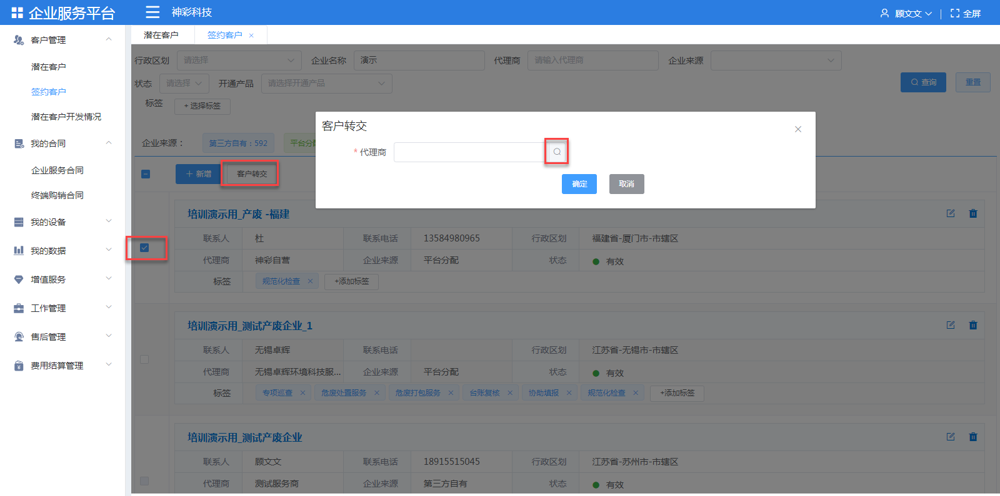 企业服务平台
神彩科技
顾文文
全屏
客户管理
潜在客户
签约客户
潜在客户开发情况
我的合同
企业服务合同
终端购销合同
我的设备
我的数据
增值服务
工作管理
售后管理
费用结算管理
潜在客户 签约客户
行政区划 请选择 企业名称 演示 代理商 请输入代理商 企业来源
状态 请选择 开通产品 请选择开通产品 查询 重置
标签 + 选择标签
企业来源： 第三方自有：592 平台分
新增 客户转交
客户转交
* 代理商
确定 取消
培训演示用_产废 -福建
联系人 杜 联系电话 13584980965 行政区划 福建省-厦门市-市辖区
代理商 神彩自营 企业来源 平台分配 状态 有效
标签 规范化检查 +添加标签
培训演示用_测试产废企业_1
联系人 无锡卓辉 联系电话 行政区划 江苏省-无锡市-市辖区
代理商 无锡卓辉环境科技服... 企业来源 平台分配 状态 有效
标签 专项巡查 危废处置服务 危废打包服务 台账复核 协助填报 规范化检查 +添加标签
培训演示用_测试产废企业
联系人 顾文文 联系电话 18915515045 行政区划 江苏省-苏州市-市辖区
代理商 测试服务商 企业来源 第三方自有 状态 有效